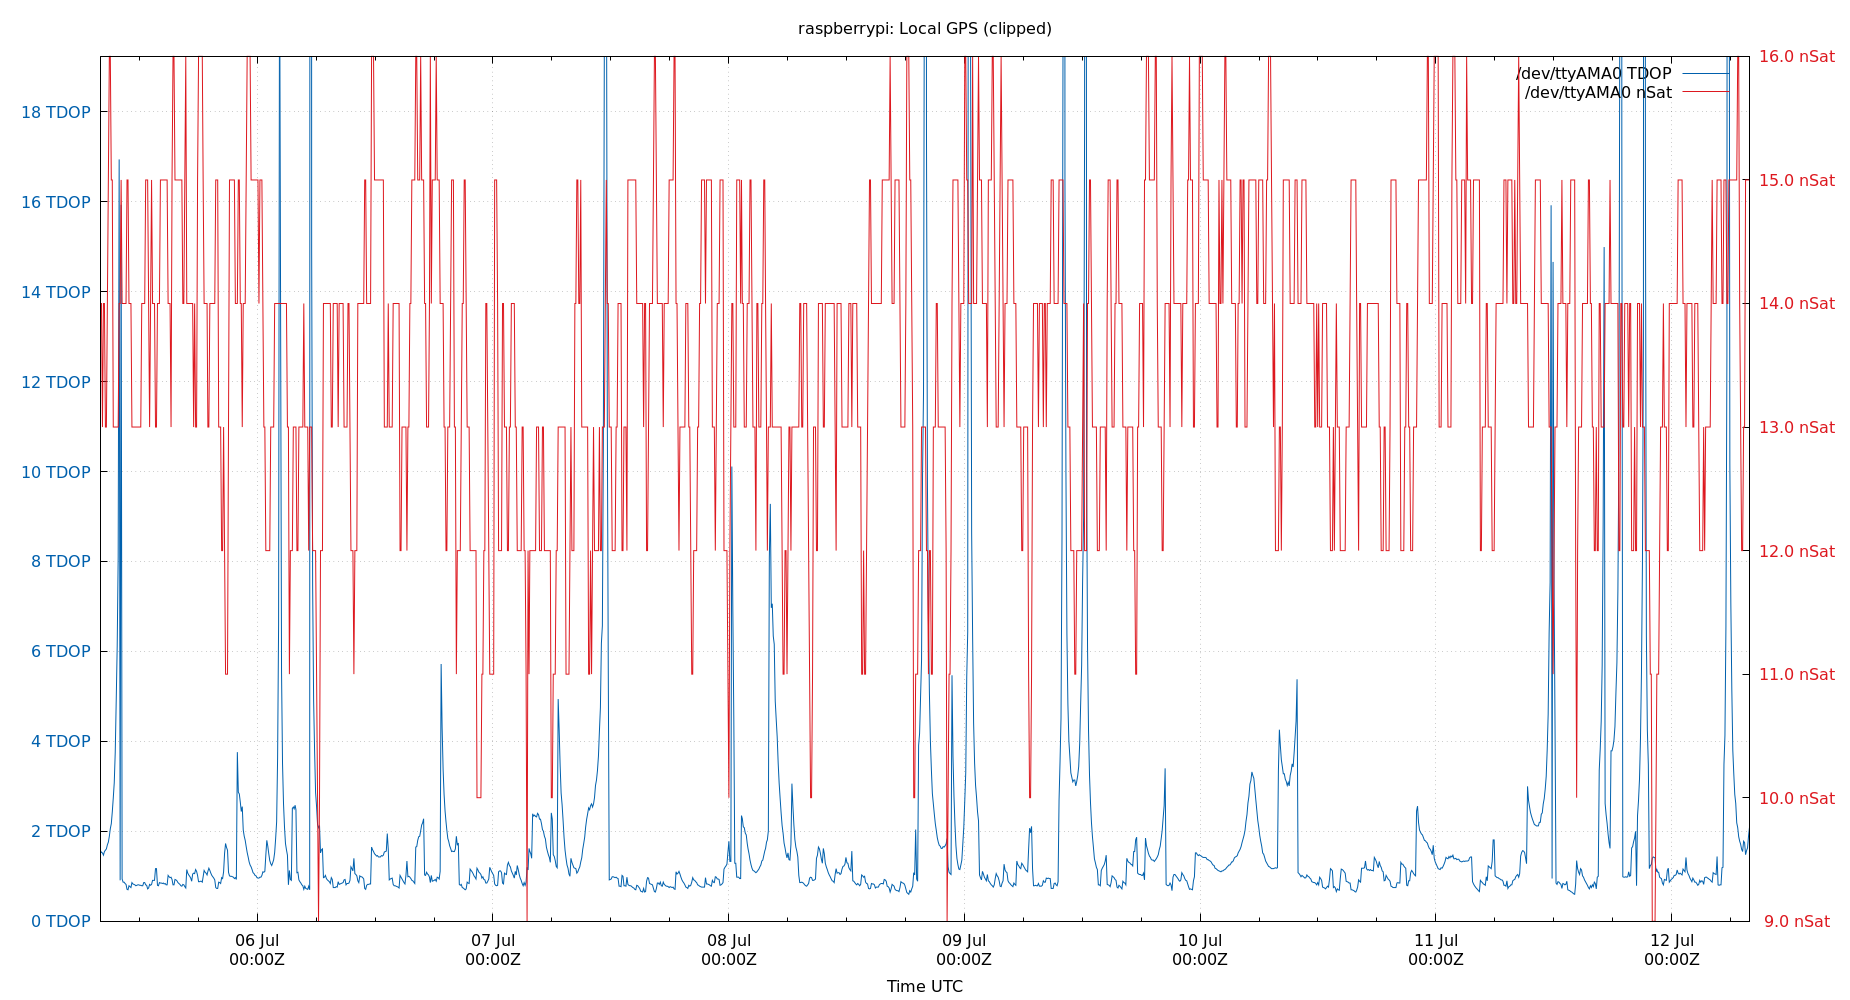 raspberrypi: Local GPS (clipped)
/dev/ttyAMA0 TDOP
/dev/ttyAMA0 nSat
18 TDOP
16 TDOP
14 TDOP
12 TDOP
10 TDOP
8 TDOP
6 TDOP
4 TDOP
2 TDOP
0 TDOP
16.0 nSat
15.0 nSat
14.0 nSat
13.0 nSat
12.0 nSat
11.0 nSat
10.0 nSat
9.0 nSat
06 Jul
00:00Z
07 Jul
00:00Z
08 Jul
00:00Z
09 Jul
00:00Z
10 Jul
00:00Z
11 Jul
00:00Z
12 Jul
00:00Z
Time UTC